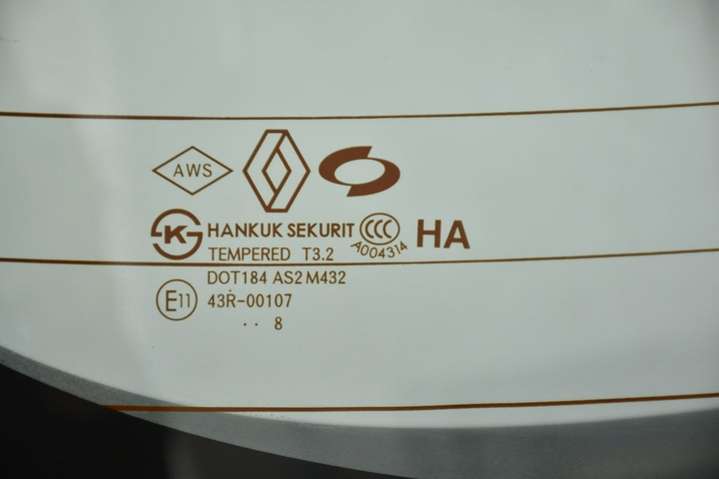 AWS
HANKUK SEKURIT CCC HA
TEMPERED T3.2 A004314
DOT184 AS2 M432
E11 43R-00107
.. 8